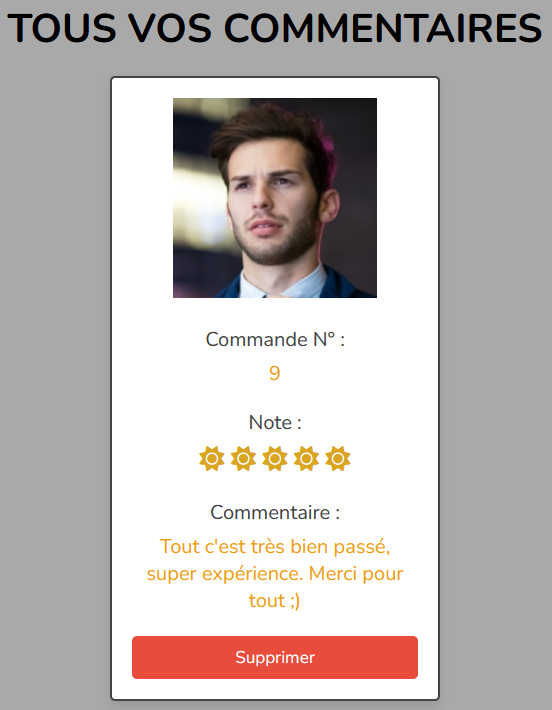 TOUS VOS COMMENTAIRES
Commande N° :
9
Note :
Commentaire :
Tout c'est très bien passé,
super expérience. Merci pour
tout ;)
Supprimer